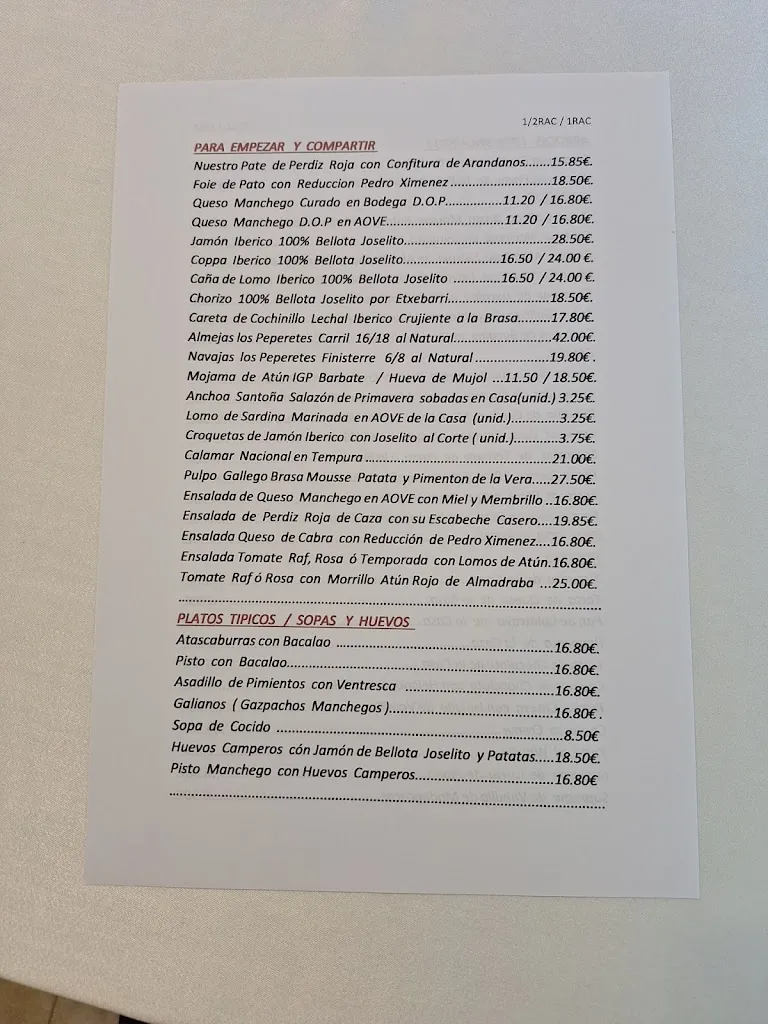 1/2RAC / 1RAC
PARA EMPEZAR Y COMPARTIR
Nuestro Pate de Perdiz Roja con Confitura de Arandanos.......15.85€.
Foie de Pato con Reduccion Pedro Ximenez............................18.50€.
Queso Manchego Curado en Bodega D.O.P................11.20 / 16.80€.
Queso Manchego D.O.P en AOVE.................................11.20 / 16.80€.
Jamón Iberico 100% Bellota Joselito.........................................28.50€.
Coppa Iberico 100% Bellota Joselito...........................16.50 / 24.00 €.
Caña de Lomo Iberico 100% Bellota Joselito .............16.50 / 24.00 €.
Chorizo 100% Bellota Joselito por Etxebarri...........................18.50€.
Careta de Cochinillo Lechal Iberico Crujiente a la Brasa.........17.80€.
Almejas los Peperetes Carril 16/18 al Natural...........................42.00€.
Navajas los Peperetes Finisterre 6/8 al Natural.....................19.80€ .
Mojama de Atún IGP Barbate / Hueva de Mujol ...11.50 / 18.50€.
Anchoa Santoña Salazón de Primavera sobadas en Casa(unid.) 3.25€.
Lomo de Sardina Marinada en AOVE de la Casa (unid.).............3.25€.
Croquetas de Jamón Iberico con Joselito al Corte ( unid.)............3.75€.
Calamar Nacional en Tempura ..................................................21.00€.
Pulpo Gallego Brasa Mousse Patata y Pimenton de la Vera.....27.50€.
Ensalada de Queso Manchego en AOVE con Miel y Membrillo ..16.80€.
Ensalada de Perdiz Roja de Caza con su Escabeche Casero....19.85€.
Ensalada Queso de Cabra con Reducción de Pedro Ximenez....16.80€.
Ensalada Tomate Raf, Rosa ó Temporada con Lomos de Atún.16.80€.
Tomate Raf ó Rosa con Morrillo Atún Rojo de Almadraba ...25.00€.
PLATOS TIPICOS / SOPAS Y HUEVOS
Atascaburras con Bacalao ......................................................16.80€.
Pisto con Bacalao....................................................................16.80€.
Asadillo de Pimientos con Ventresca .....................................16.80€.
Galianos ( Gazpachos Manchegos ).........................................16.80€ .
Sopa de Cocido .........................................................................8.50€
Huevos Camperos cón Jamón de Bellota Joselito y Patatas.....18.50€.
Pisto Manchego con Huevos Camperos...................................16.80€